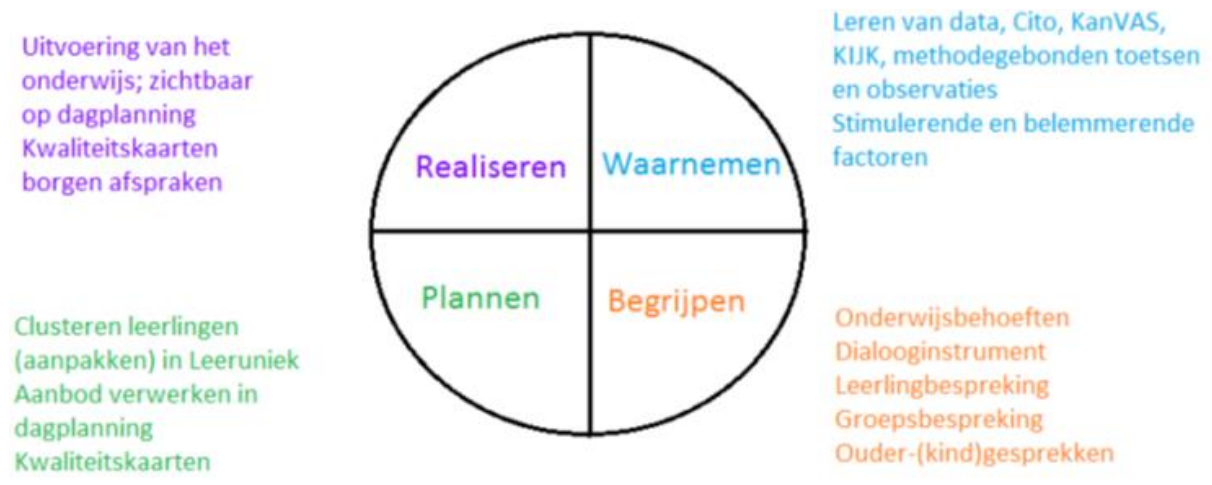 Uitvoering van het
onderwijs; zichtbaar
op dagplanning
Kwaliteitskaarten
borgen afspraken
Leren van data, Cito, KanVAS,
KIJK, methodegebonden toetsen
en observaties
Stimulerende en belemmerende
factoren
Realiseren
Waarnemen
Plannen
Begrijpen
Clusteren leerlingen
(aanpakken) in Leeruniek
Aanbod verwerken in
dagplanning
Kwaliteitskaarten
Onderwijsbehoeften
Dialooginstrument
Leerlingbespreking
Groepsbespreking
Ouder-(kind)gesprekken